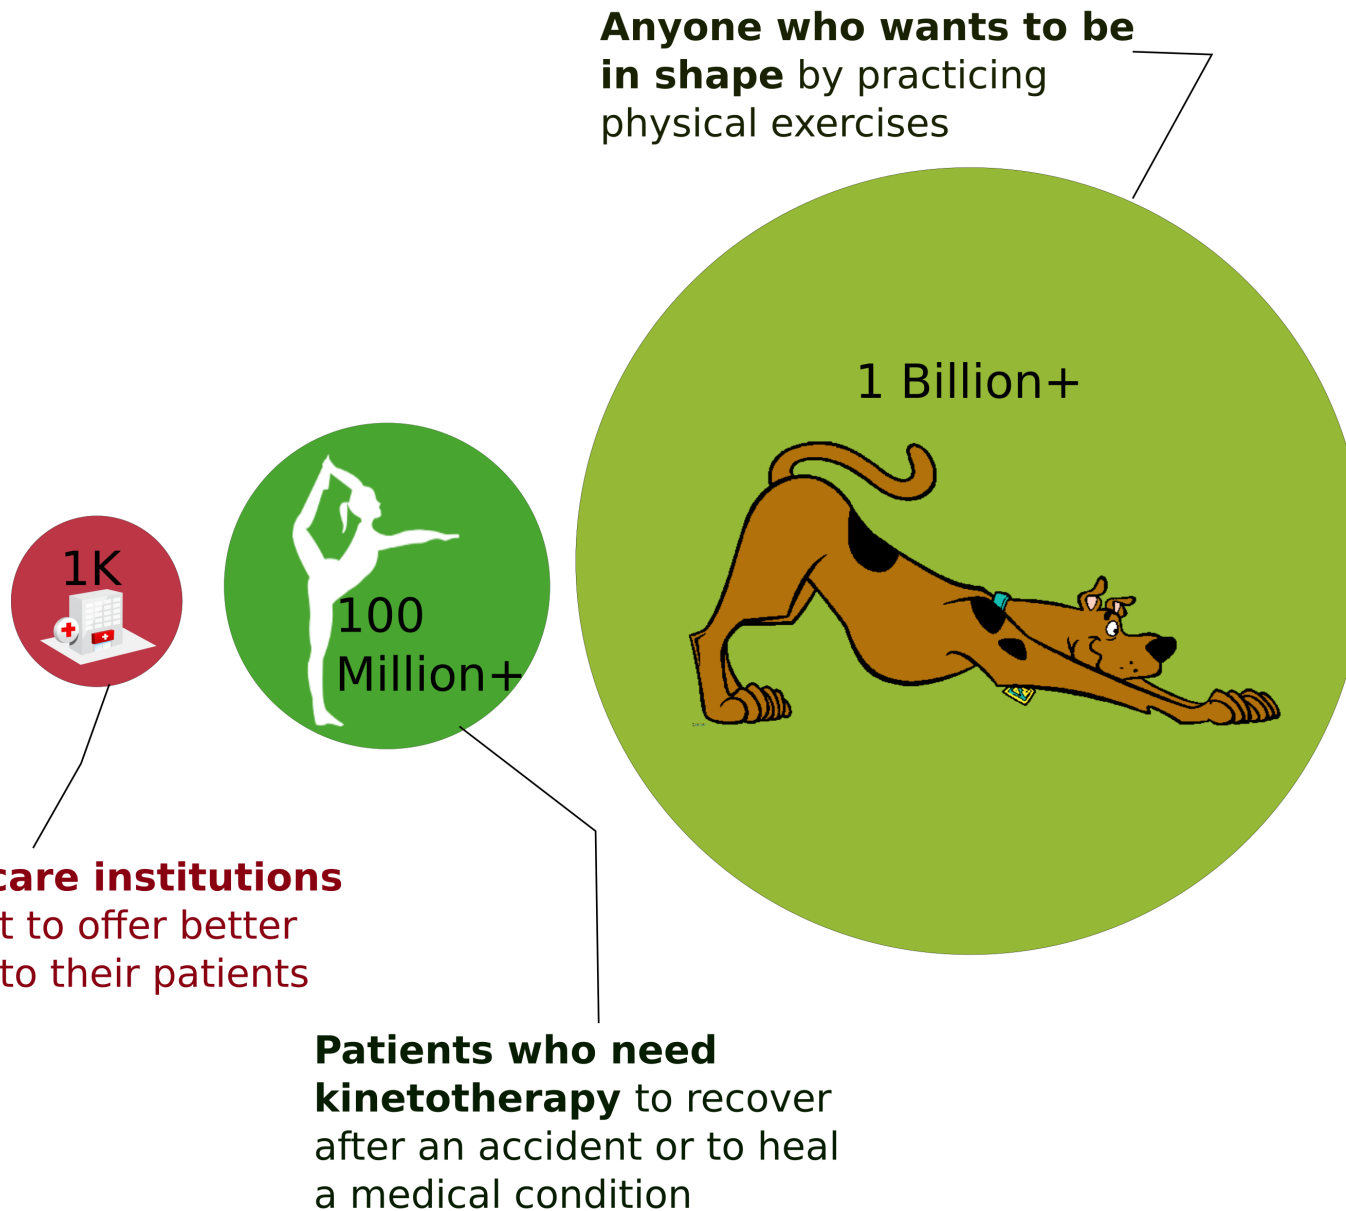 Anyone who wants to be
in shape by practicing
physical exercises
1 Billion+
1K
100
Million+
care institutions
t to offer better
to their patients
Patients who need
kinetotherapy to recover
after an accident or to heal
a medical condition